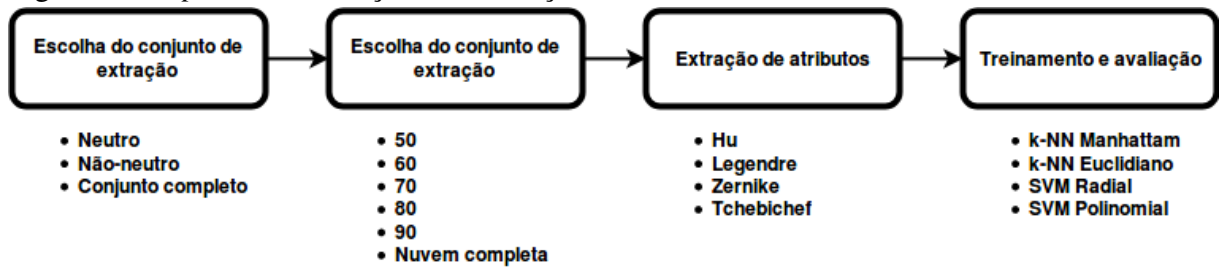 Escolha do conjunto de
extração
Escolha do conjunto de
extração
Extração de atributos
Treinamento e avaliação
• Neutro
• Não-neutro
• Conjunto completo
• 50
• 60
• 70
• 80
• 90
• Nuvem completa
• Hu
• Legendre
• Zernike
• Tchebichef
• k-NN Manhattam
• k-NN Euclidiano
• SVM Radial
• SVM Polinomial